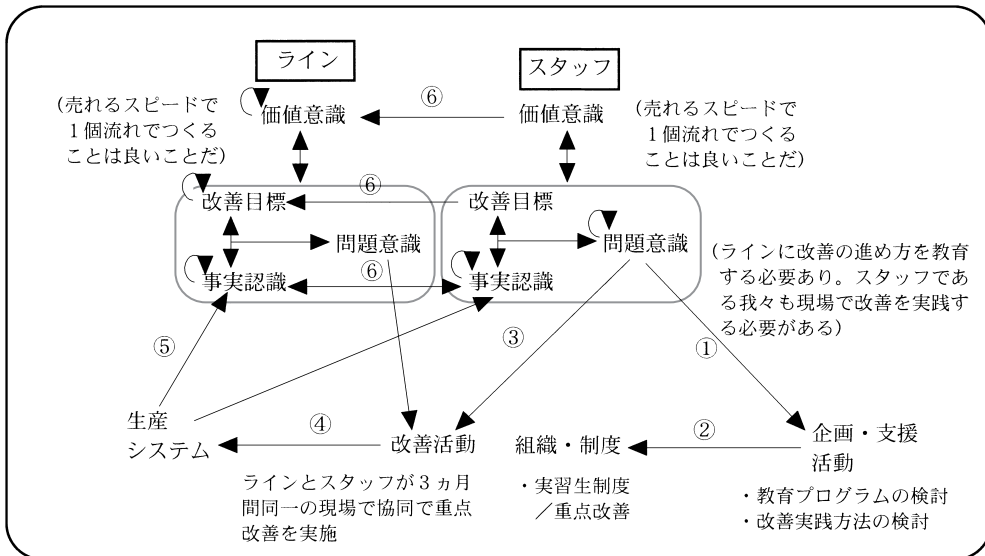 ライン
スタッフ
(売れるスピードで
1個流れでつくる
ことは良いことだ)
価値意識
⑥
価値意識
(売れるスピードで
1個流れでつくる
ことは良いことだ)
改善目標
⑥
改善目標
問題意識
問題意識
事実認識
⑥
事実認識
(ラインに改善の進め方を教育
する必要あり。スタッフであ
る我々も現場で改善を実践す
る必要がある)
⑤
③
①
生産
システム
④
改善活動
組織・制度
②
企画・支援
活動
ラインとスタッフが3ヵ月
間同一の現場で協同で重点
改善を実施
・実習生制度
／重点改善
・教育プログラムの検討
・改善実践方法の検討